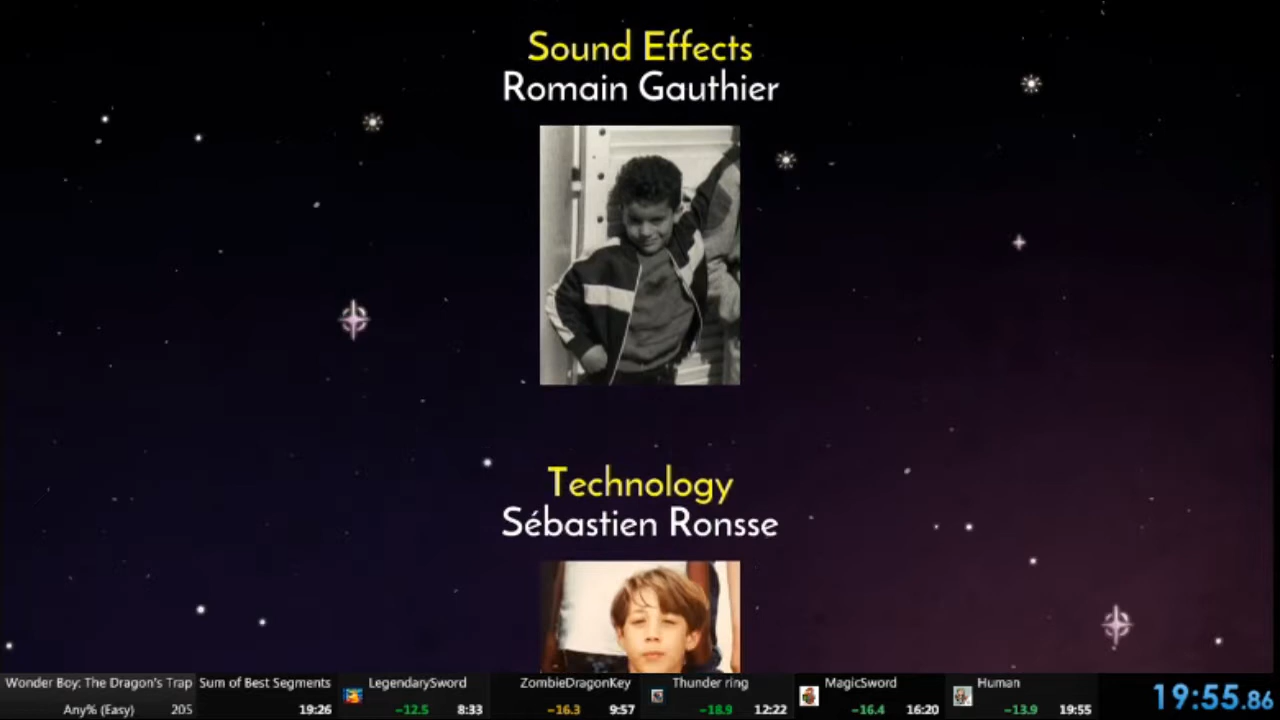 Sound Effects
Romain Gauthier
Technology
Sébastien Ronsse
Wonder Boy: The Dragon's Trap
Any% (Easy) 205
Sum of Best Segments
19:26
LegendarySword
-12.5 8:33
ZombieDragonKey
-16.3 9:57
Thunder ring
-18.9 12:22
MagicSword
-16.4 16:20
Human
-13.9 19:55
19:55.86